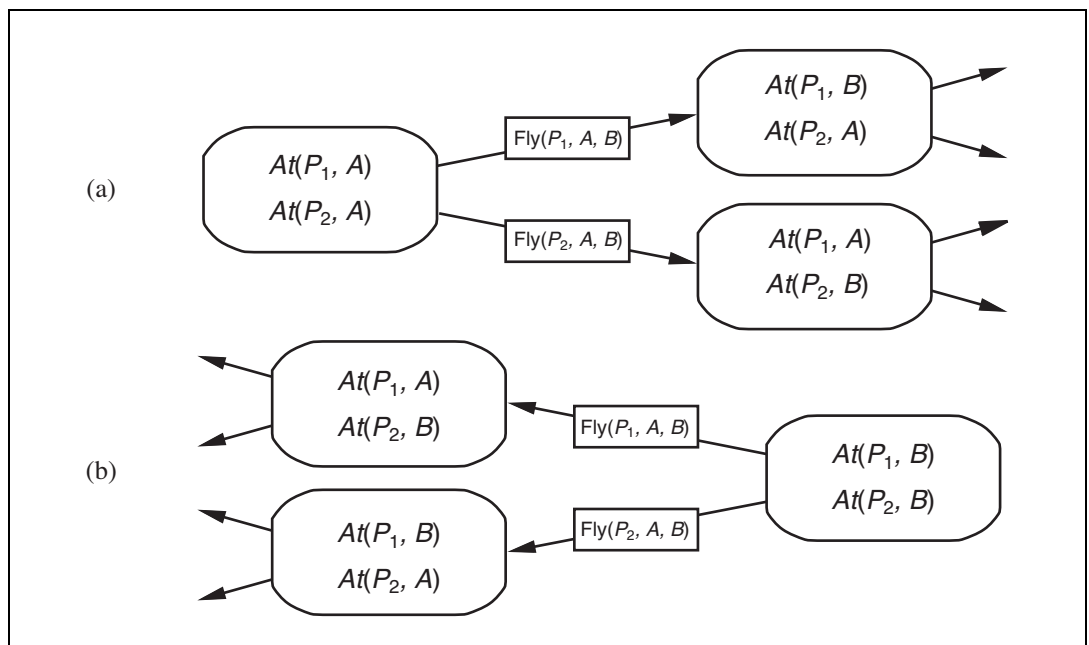 (a)
At(P₁, A)
At(P₂, A)
Fly(P₁, A, B)
Fly(P₂, A, B)
At(P₁, B)
At(P₂, A)
At(P₁, A)
At(P₂, B)
(b)
At(P₁, A)
At(P₂, B)
At(P₁, B)
At(P₂, A)
Fly(P₁, A, B)
Fly(P₂, A, B)
At(P₁, B)
At(P₂, B)